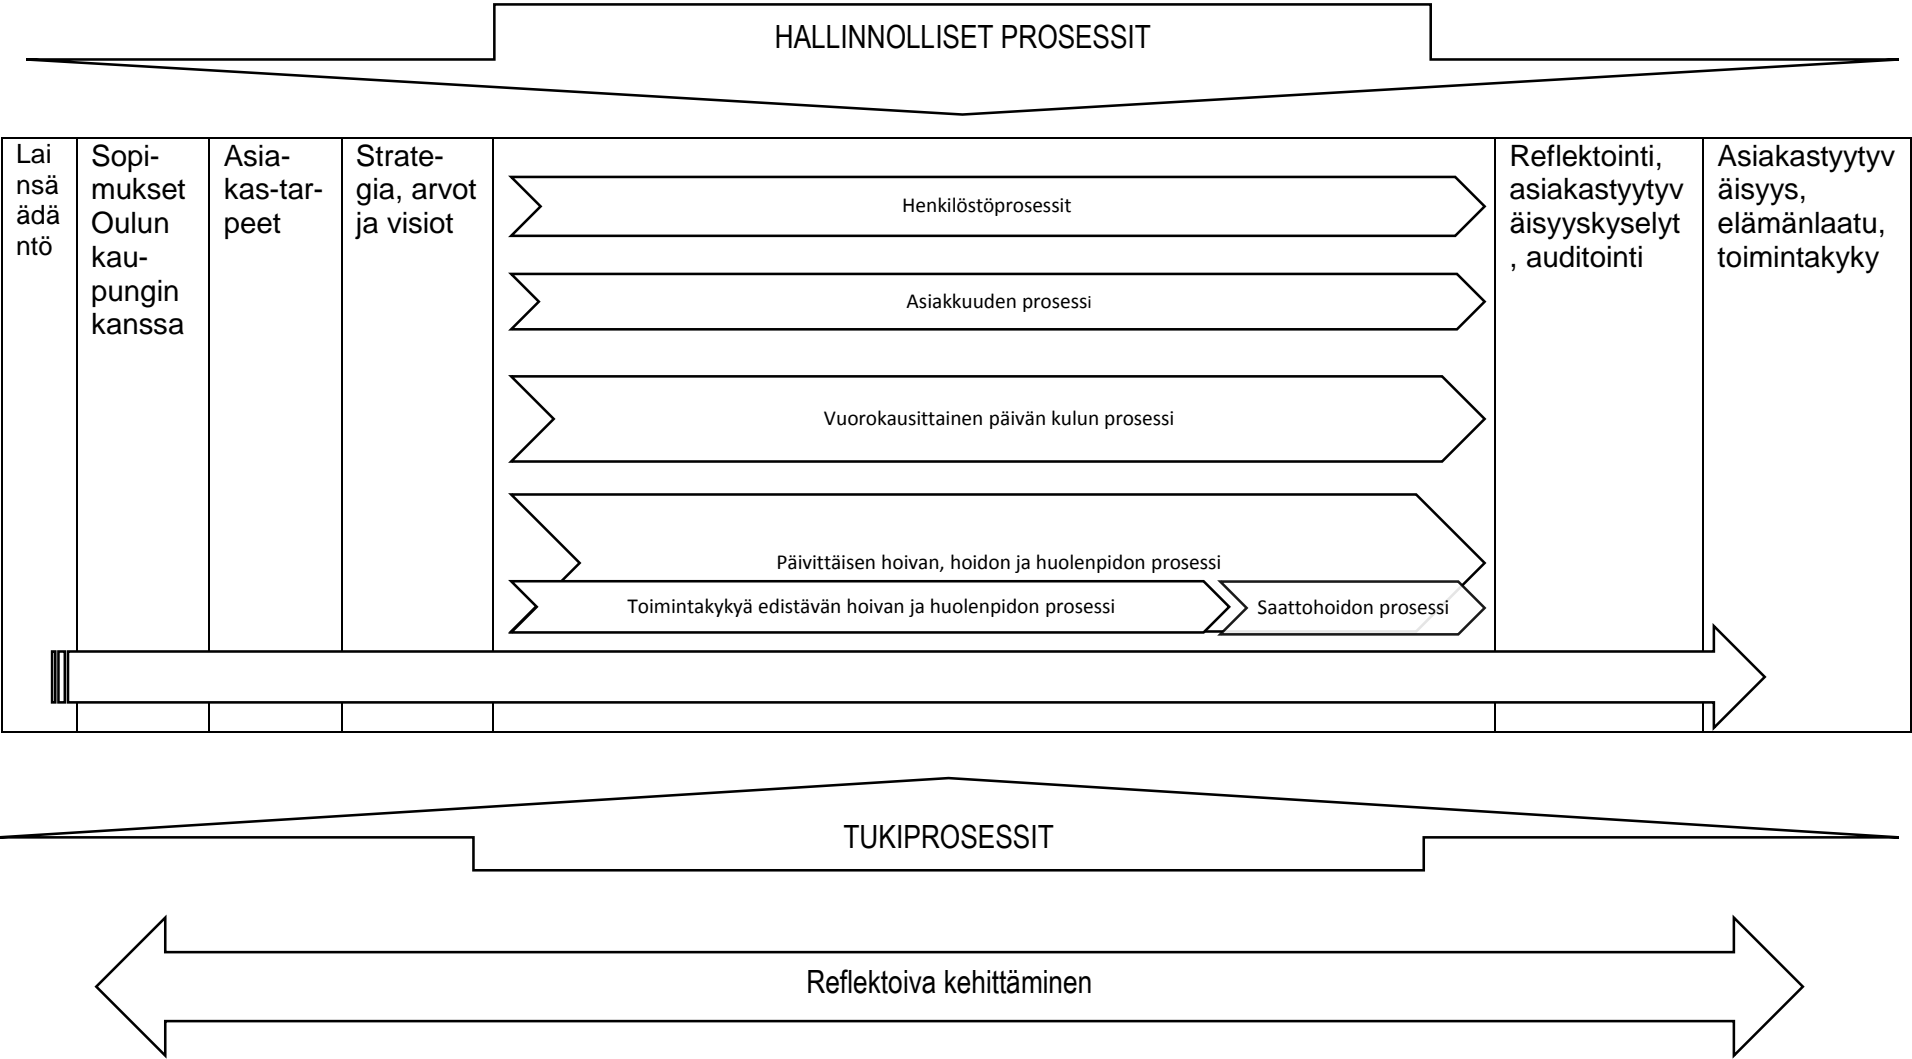 HALLINNOLLISET PROSESSIT
Lai
nsä
ädä
ntö
Sopi-
mukset
Oulun
kau-
pungin
kanssa
Asia-
kas-tar-
peet
Strate-
gia, arvot
ja visiot
Henkilöstöprosessit
Asiakkuuden prosessi
Vuorokausittainen päivän kulun prosessi
Päivittäisen hoivan, hoidon ja huolenpidon prosessi
Toimintakykyä edistävän hoivan ja huolenpidon prosessi
Saattohoidon prosessi
Reflektointi,
asiakastyytyv
äisyyskyselyt
, auditointi
Asiakastyytyv
äisyys,
elämänlaatu,
toimintakyky
TUKIPROSESSIT
Reflektoiva kehittäminen